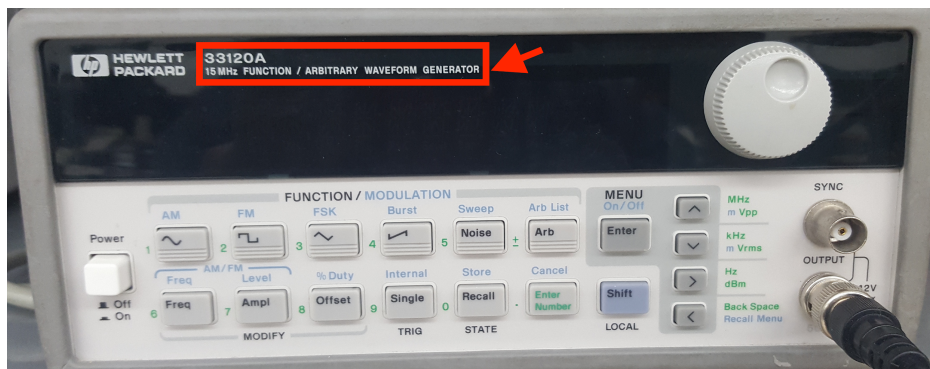 hp HEWLETT PACKARD
33120A
15 MHz FUNCTION / ARBITRARY WAVEFORM GENERATOR
FUNCTION / MODULATION
AM FM FSK Burst Sweep Arb List
1 2 3 4 5 Noise ± Arb
AM/FM
Freq Level % Duty Internal Store Cancel
6 Freq 7 Ampl 8 Offset 9 Single 0 Recall . Enter Number
MODIFY TRIG STATE
Power
Off
On
MENU
On/Off
Enter
Shift
LOCAL
MHz
m Vpp
kHz
m Vrms
Hz
dBm
Back Space
Recall Menu
SYNC
OUTPUT
12V